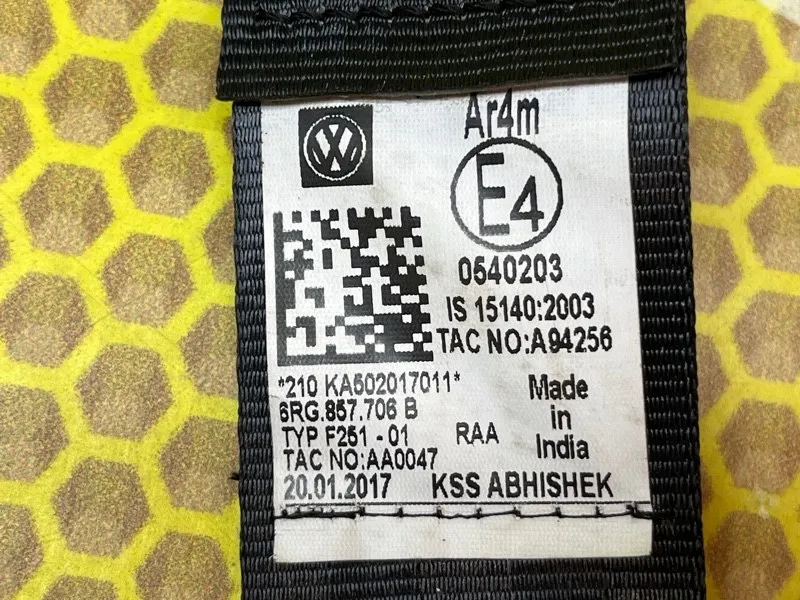 Ar4m
E4
0540203
IS 15140:2003
TAC NO:A94256
*210 KA502017011*
6RG.857.706 B
TYP F251 - 01
RAA
TAC NO:AA0047
Made
in
India
20.01.2017
KSS ABHISHEK